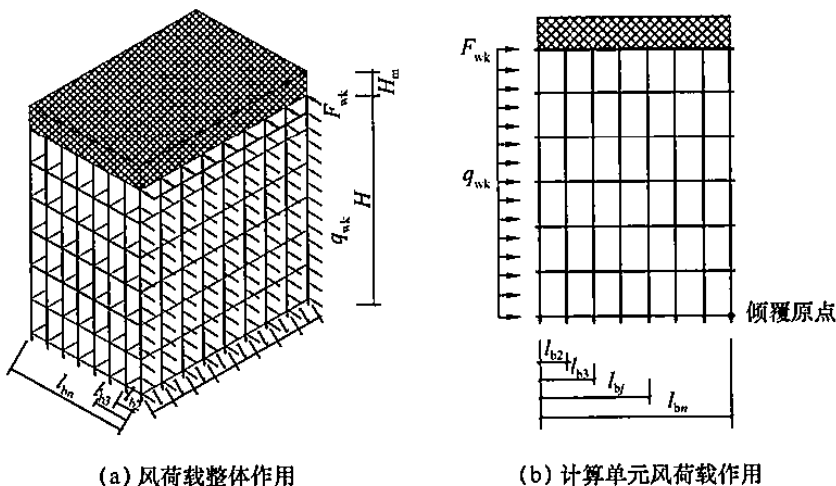 F_wk
H_m
q_wk
H
l_bn
l_b3
l_b2
(a) 风荷载整体作用
F_wk
q_wk
倾覆原点
l_b2
l_b3
l_bj
l_bn
(b) 计算单元风荷载作用